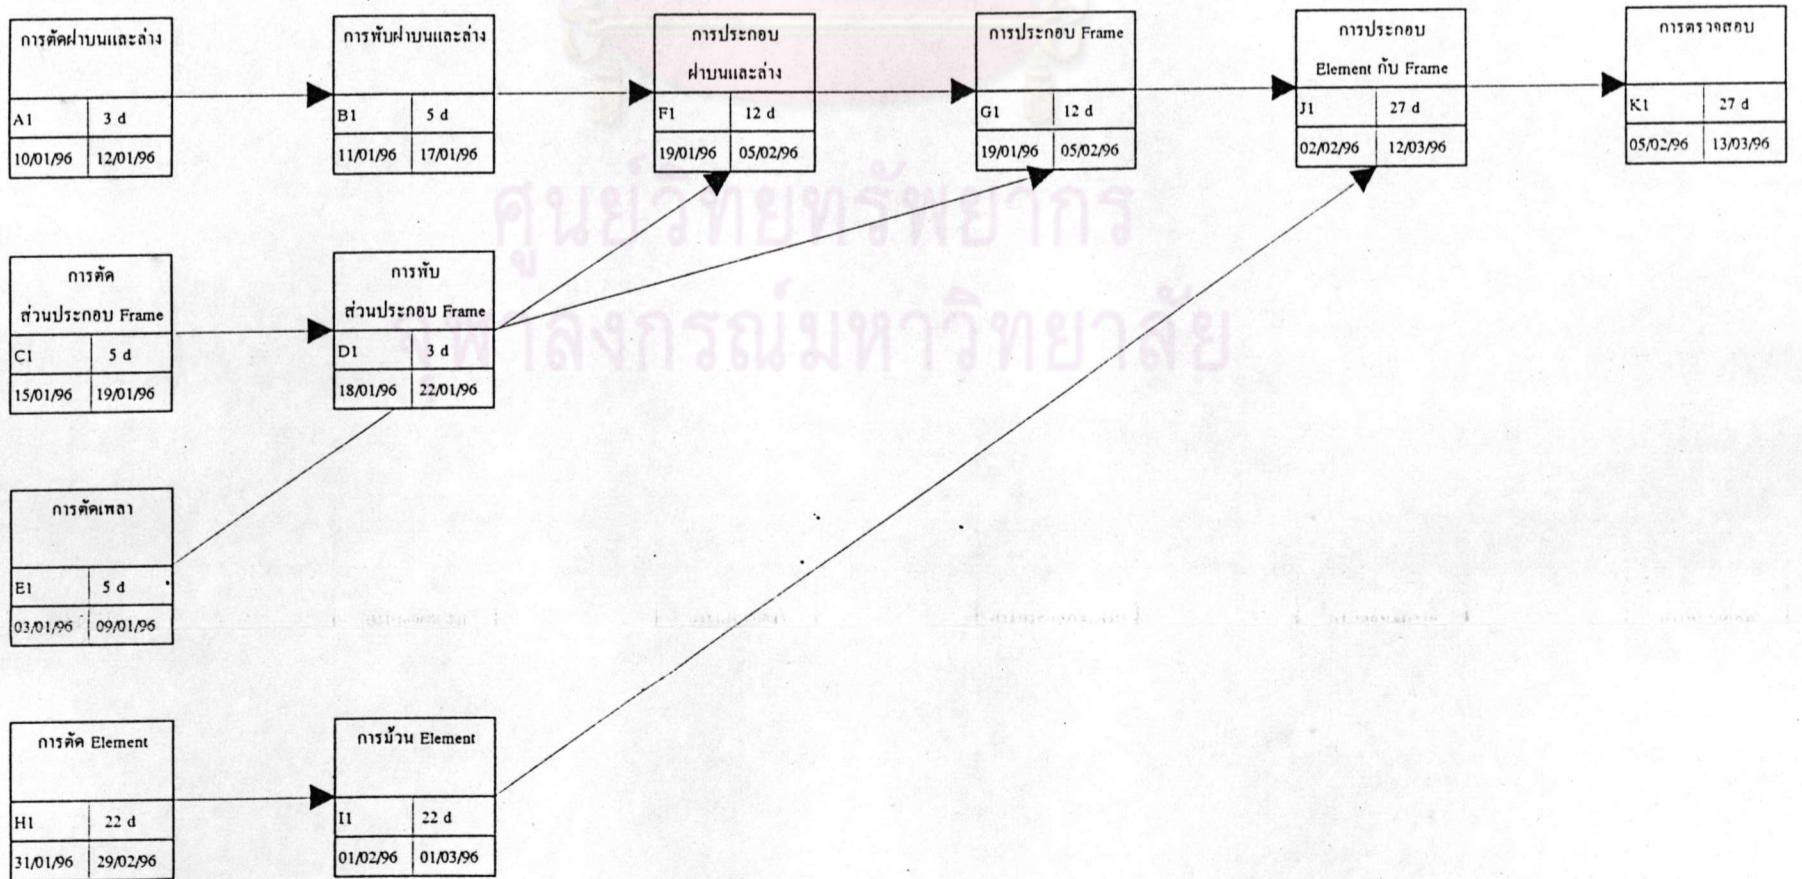 การตัดฝาบนและล่าง
A1 3 d
10/01/96 12/01/96
การพับฝาบนและล่าง
B1 5 d
11/01/96 17/01/96
การประกอบ
ฝาบนและล่าง
F1 12 d
19/01/96 05/02/96
การประกอบ Frame
G1 12 d
19/01/96 05/02/96
การประกอบ
Element กับ Frame
J1 27 d
02/02/96 12/03/96
การตรวจสอบ
K1 27 d
05/02/96 13/03/96
ศูนย์วิทยทรัพยากร
จุฬาลงกรณ์มหาวิทยาลัย
การตัด
ส่วนประกอบ Frame
C1 5 d
15/01/96 19/01/96
การพับ
ส่วนประกอบ Frame
D1 3 d
18/01/96 22/01/96
การตัดเพลา
E1 5 d
03/01/96 09/01/96
การตัด Element
H1 22 d
31/01/96 29/02/96
การม้วน Element
I1 22 d
01/02/96 01/03/96